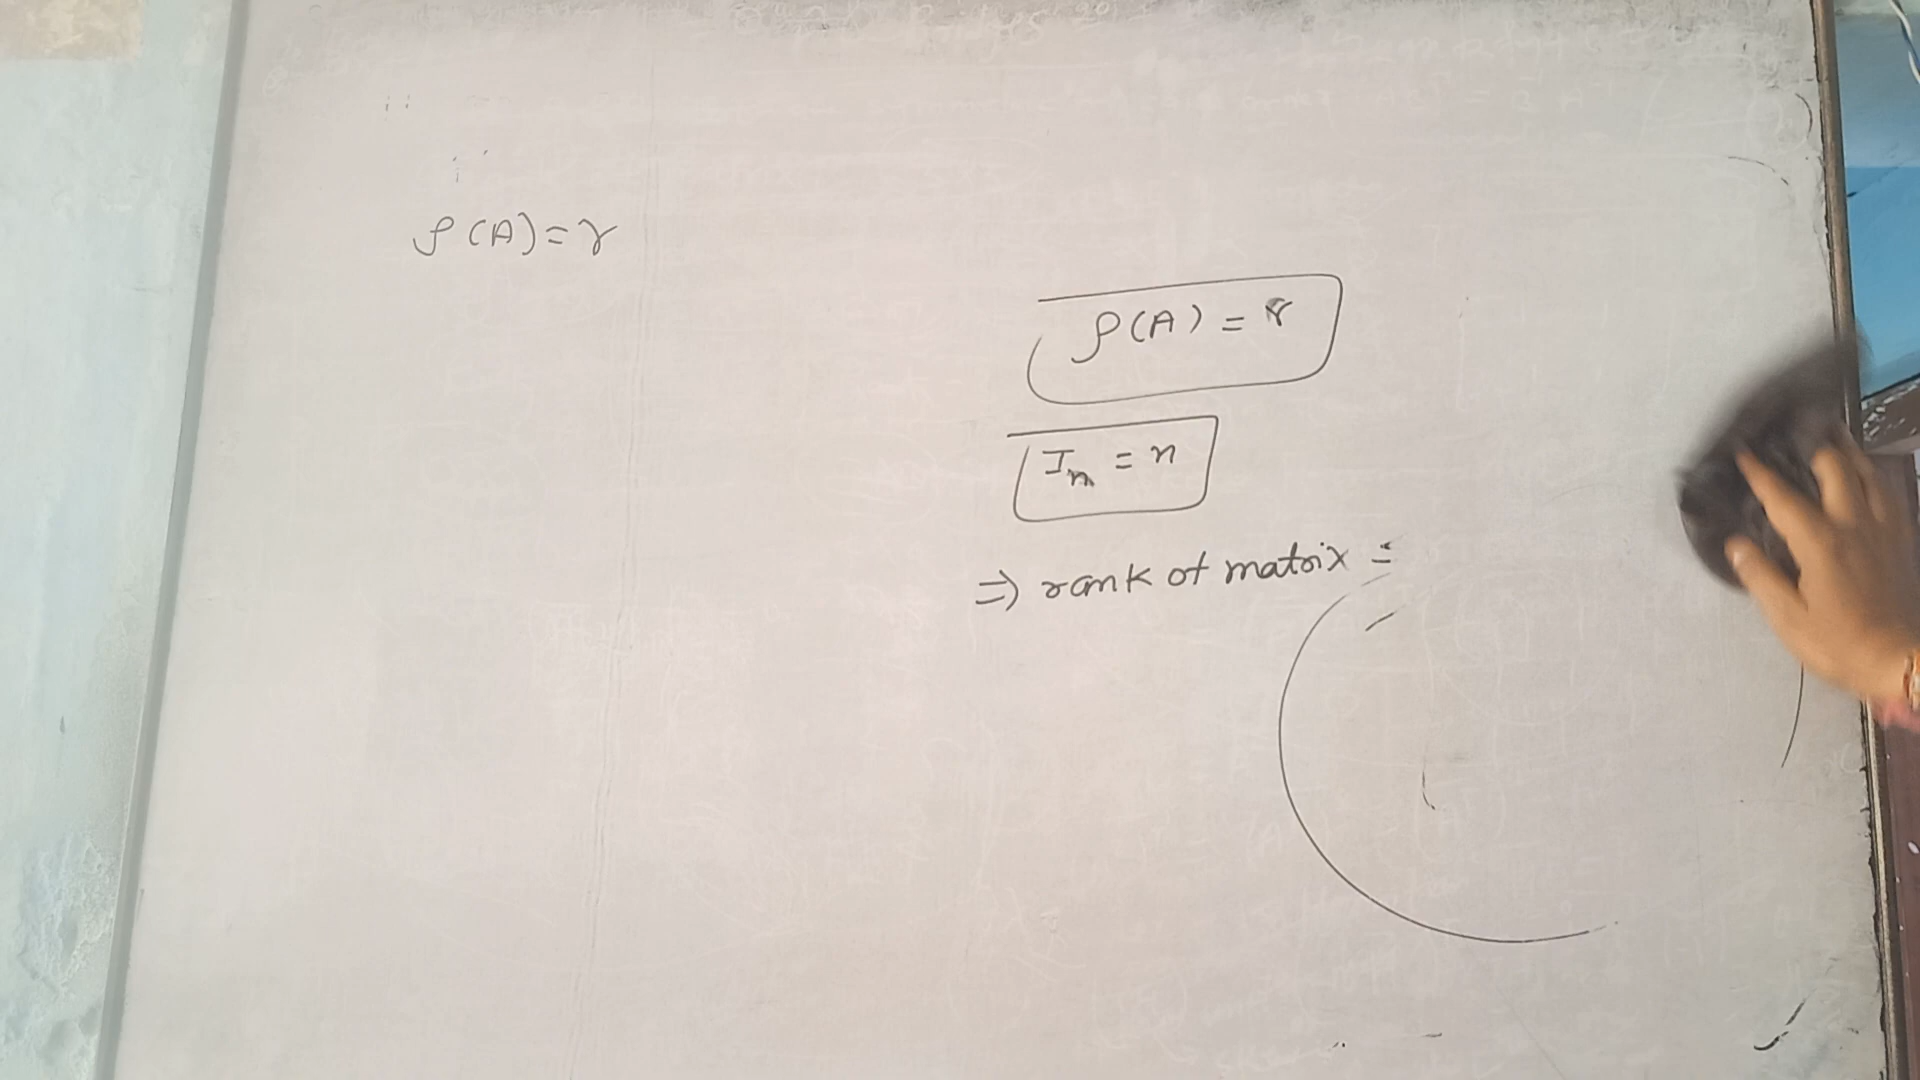 ρ(A) = r
ρ(A) = r
Iₙ = n
⇒ rank of matrix =